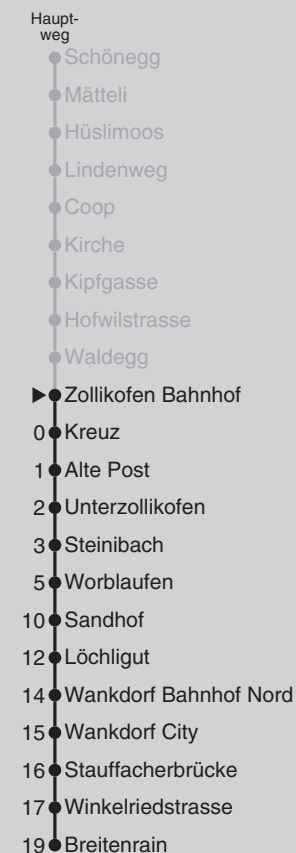 Haupt-
weg
Schönegg
Mätteli
Hüslimoos
Lindenweg
Coop
Kirche
Kipfgasse
Hofwilstrasse
Waldegg
Zollikofen Bahnhof
0 Kreuz
1 Alte Post
2 Unterzollikofen
3 Steinibach
5 Worblaufen
10 Sandhof
12 Löchligut
14 Wankdorf Bahnhof Nord
15 Wankdorf City
16 Stauffacherbrücke
17 Winkelriedstrasse
19 Breitenrain